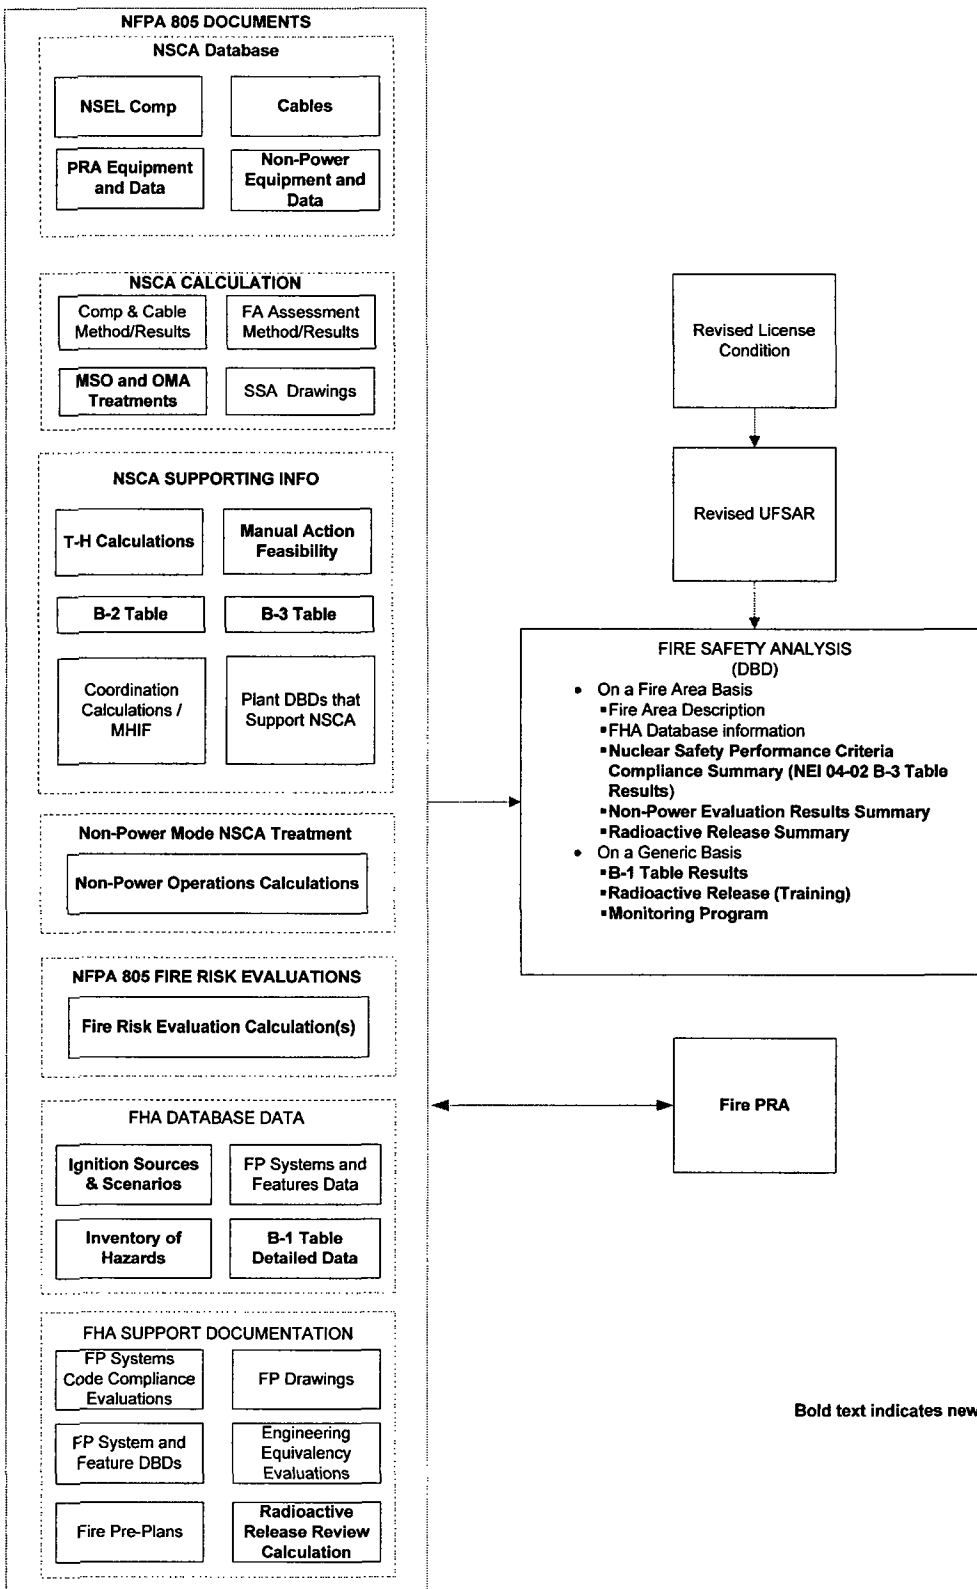 NFPA 805 DOCUMENTS
NSCA Database
NSEL Comp
Cables
PRA Equipment
and Data
Non-Power
Equipment and
Data
NSCA CALCULATION
Comp & Cable
Method/Results
FA Assessment
Method/Results
MSO and OMA
Treatments
SSA Drawings
NSCA SUPPORTING INFO
T-H Calculations
Manual Action
Feasibility
B-2 Table
B-3 Table
Coordination
Calculations /
MHIF
Plant DBDs that
Support NSCA
Non-Power Mode NSCA Treatment
Non-Power Operations Calculations
NFPA 805 FIRE RISK EVALUATIONS
Fire Risk Evaluation Calculation(s)
FHA DATABASE DATA
Ignition Sources
& Scenarios
FP Systems and
Features Data
Inventory of
Hazards
B-1 Table
Detailed Data
FHA SUPPORT DOCUMENTATION
FP Systems
Code Compliance
Evaluations
FP Drawings
FP System and
Feature DBDs
Engineering
Equivalency
Evaluations
Fire Pre-Plans
Radioactive
Release Review
Calculation
Revised License
Condition
Revised UFSAR
FIRE SAFETY ANALYSIS
(DBD)
• On a Fire Area Basis
▪Fire Area Description
▪FHA Database information
▪Nuclear Safety Performance Criteria
Compliance Summary (NEI 04-02 B-3 Table
Results)
▪Non-Power Evaluation Results Summary
▪Radioactive Release Summary
• On a Generic Basis
▪B-1 Table Results
▪Radioactive Release (Training)
▪Monitoring Program
Fire PRA
Bold text indicates new